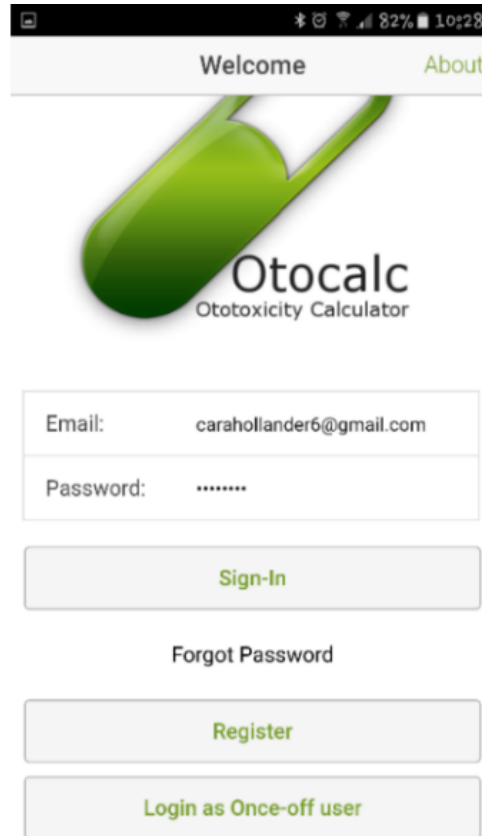 82% 10:28
Welcome About
Otocalc
Ototoxicity Calculator
Email: carahollander6@gmail.com
Password: ••••••••
Sign-In
Forgot Password
Register
Login as Once-off user